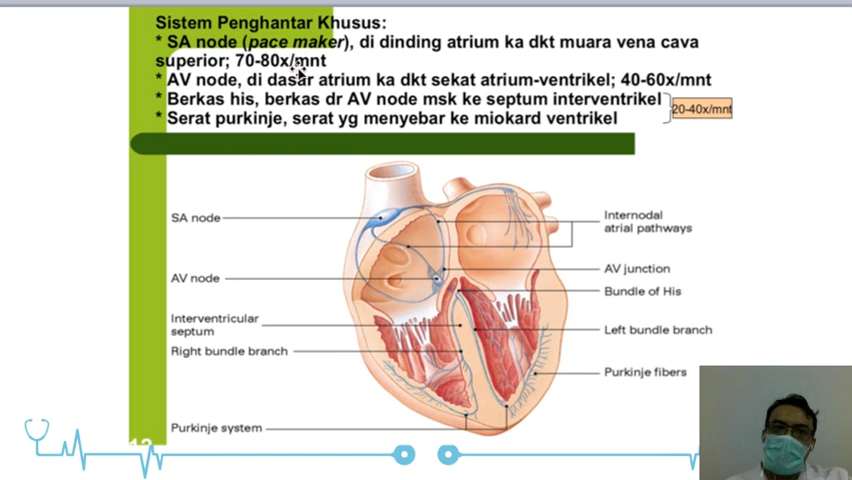 Sistem Penghantar Khusus:
* SA node (pace maker), di dinding atrium ka dkt muara vena cava
superior; 70-80x/mnt
* AV node, di dasar atrium ka dkt sekat atrium-ventrikel; 40-60x/mnt
* Berkas his, berkas dr AV node msk ke septum interventrikel
20-40x/mnt
* Serat purkinje, serat yg menyebar ke miokard ventrikel
SA node
Internodal
atrial pathways
AV junction
AV node
Bundle of His
Interventricular
septum
Left bundle branch
Right bundle branch
Purkinje fibers
Purkinje system